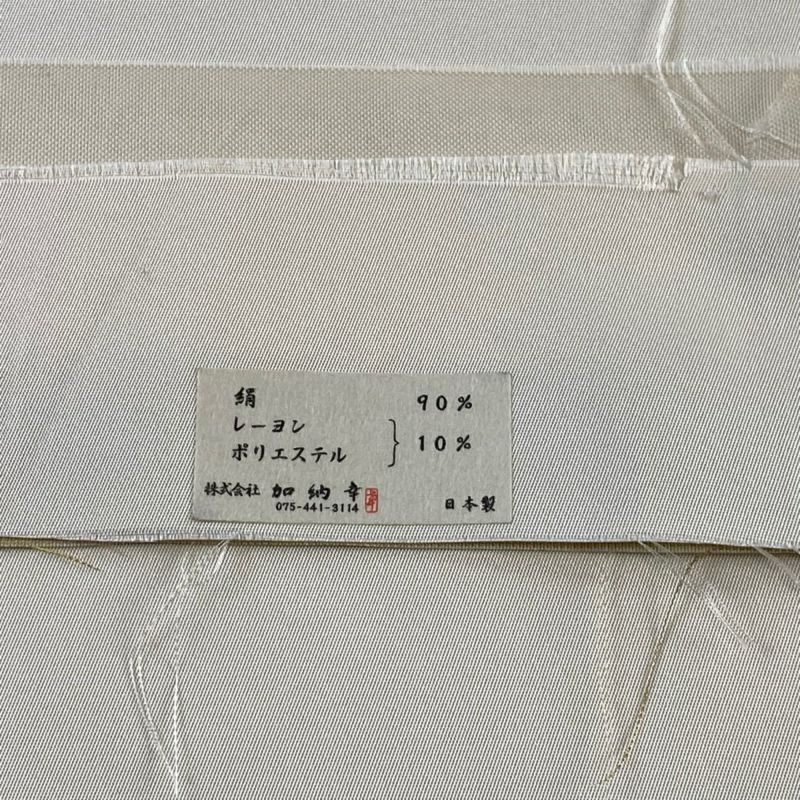 絹 90%
レーヨン
ポリエステル } 10%
株式会社 加納幸
075-441-3114
日本製